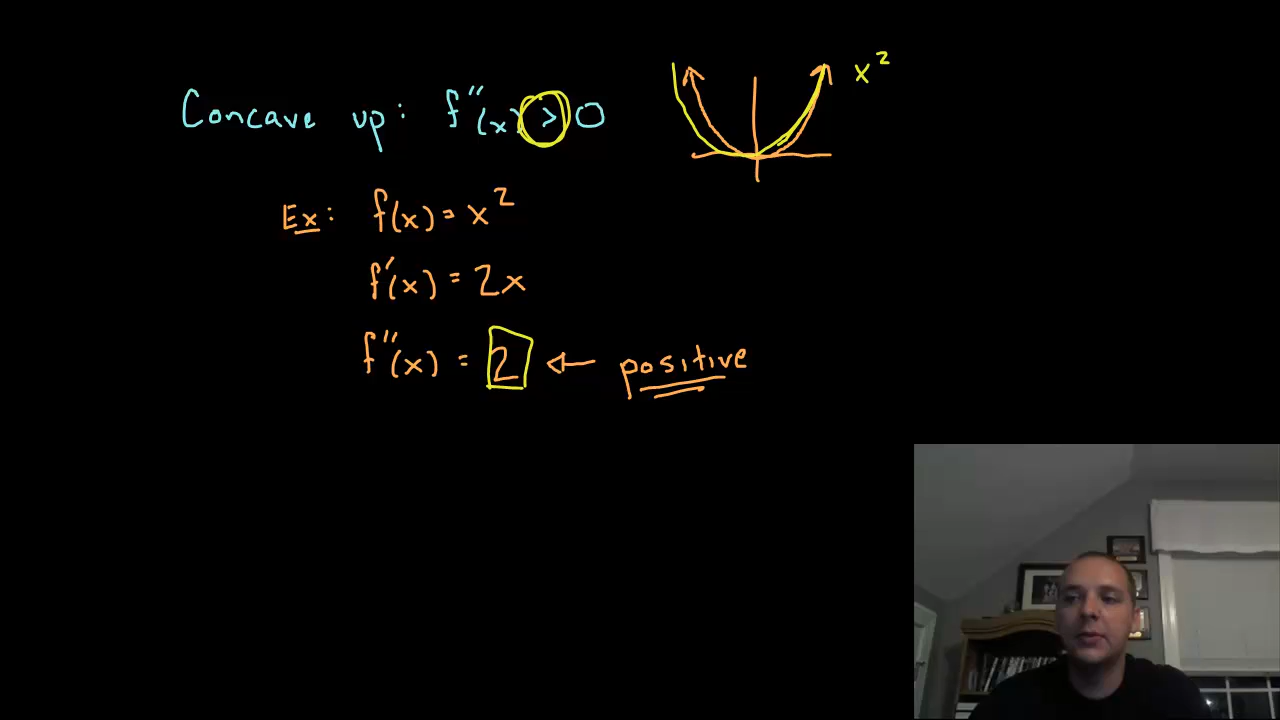 Concave up: f''(x) > 0
x²
Ex: f(x) = x²
f'(x) = 2x
f''(x) = 2 ← positive